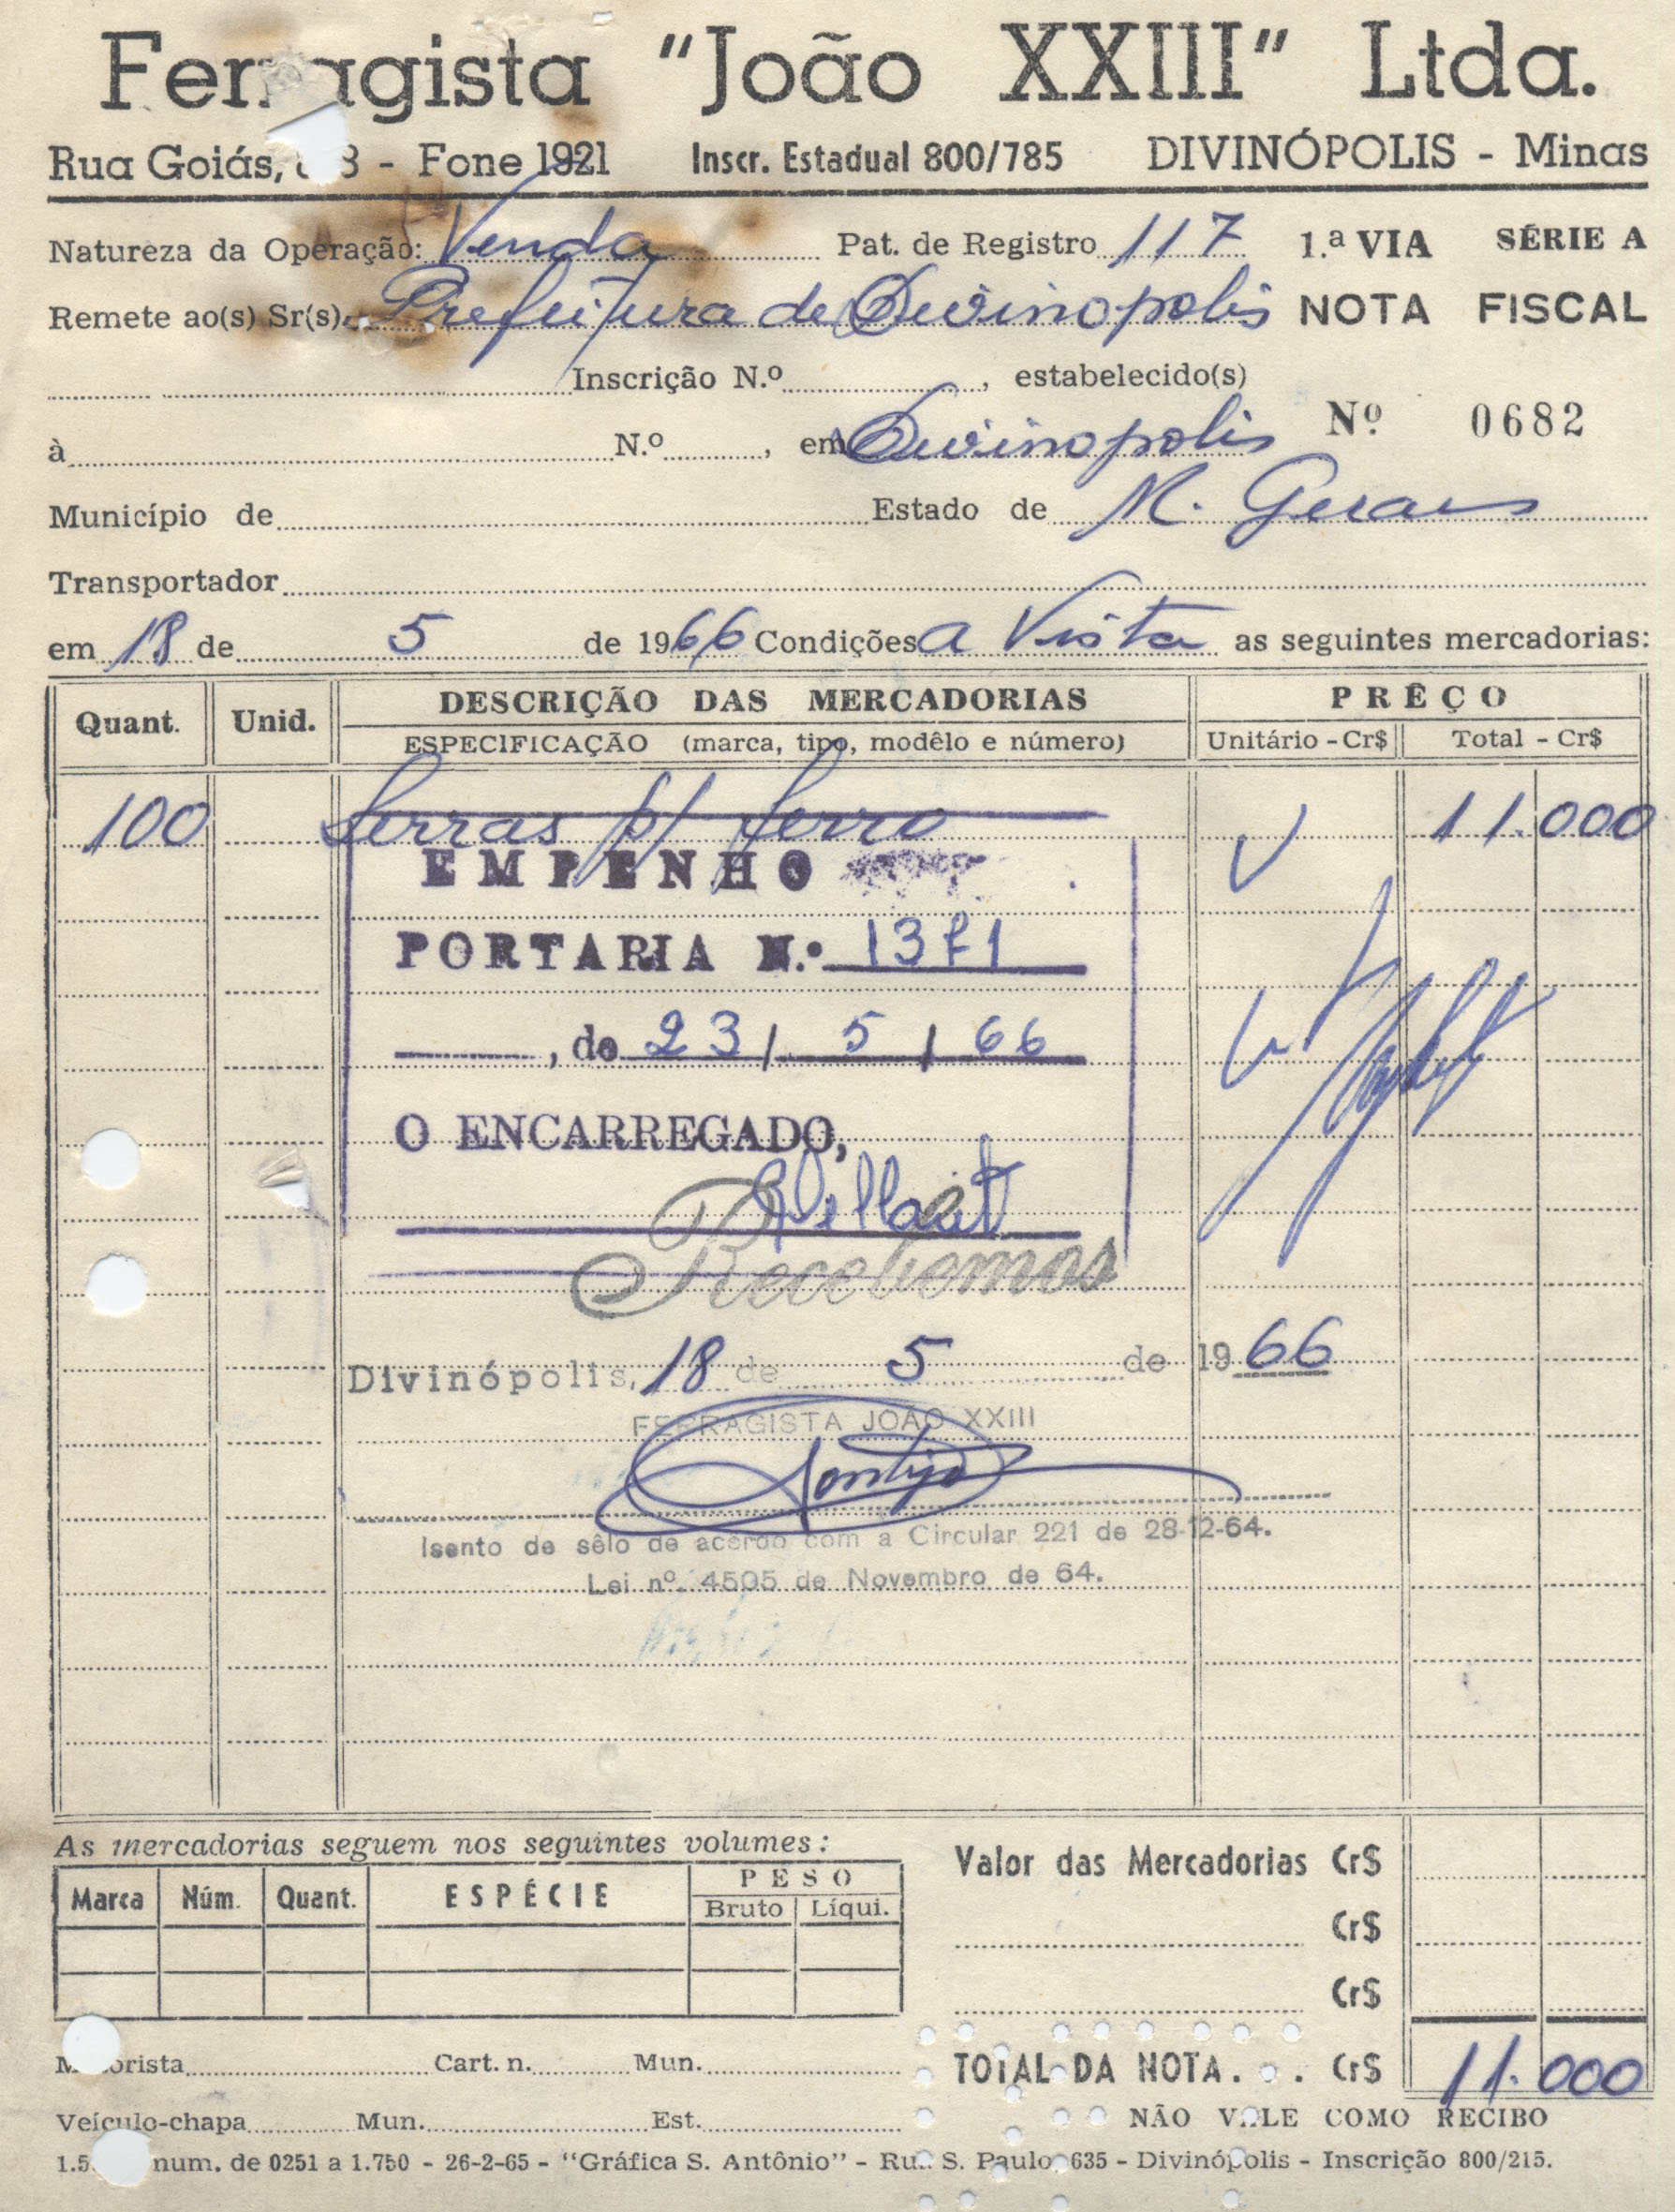 Ferragista "João XXIII" Ltda.
Rua Goiás, 8 - Fone 1921 Inscr. Estadual 800/785 DIVINÓPOLIS - Minas
Natureza da Operação: Venda Pat. de Registro 117 1.ª VIA SÉRIE A
Remete ao(s) Sr(s). Prefeitura de Divinopolis NOTA FISCAL
Inscrição N.º, estabelecido(s)
à N.º, em Divinopolis Nº 0682
Município de Estado de M. Geraes
Transportador
em 18 de 5 de 1966 Condições a Vista as seguintes mercadorias:
Quant. Unid. DESCRIÇÃO DAS MERCADORIAS PRÊÇO
ESPECIFICAÇÃO (marca, tipo, modêlo e número) Unitário - Cr$ Total - Cr$
100 Serras p/ ferro 11.000
EMPENHO
PORTARIA N.º 1371
, de 23 / 5 / 66
O ENCARREGADO,
Recebemos
Divinópolis, 18 de 5 de 1966
FERRAGISTA JOÃO XXIII
Isento de sêlo de acôrdo com a Circular 221 de 28-12-64.
Lei nº. 4505 de Novembro de 64.
As mercadorias seguem nos seguintes volumes:
Marca Núm. Quant. ESPÉCIE PESO
Bruto Líqui.
Valor das Mercadorias Cr$
Cr$
Cr$
Motorista Cart. n. Mun. TOTAL DA NOTA. . . Cr$ 11.000
Veículo-chapa Mun. Est. NÃO VALE COMO RECIBO
1.5 num. de 0251 a 1.750 - 26-2-65 - "Gráfica S. Antônio" - Rua S. Paulo, 635 - Divinópolis - Inscrição 800/215.